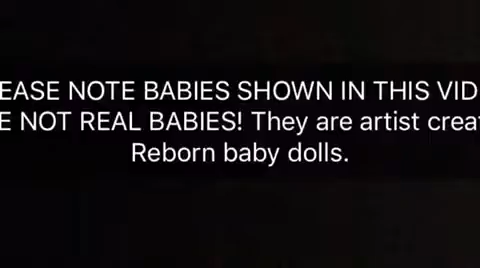 EASE NOTE BABIES SHOWN IN THIS VID
E NOT REAL BABIES! They are artist creat
Reborn baby dolls.